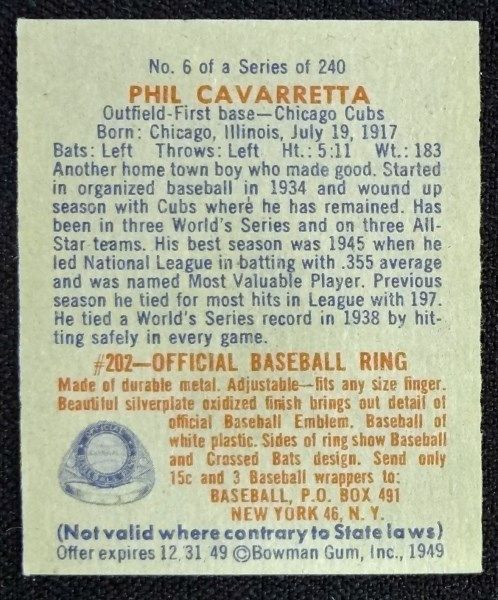 No. 6 of a Series of 240
PHIL CAVARRETTA
Outfield-First base—Chicago Cubs
Born: Chicago, Illinois, July 19, 1917
Bats: Left Throws: Left Ht.: 5:11 Wt.: 183
Another home town boy who made good. Started
in organized baseball in 1934 and wound up
season with Cubs where he has remained. Has
been in three World's Series and on three All-
Star teams. His best season was 1945 when he
led National League in batting with .355 average
and was named Most Valuable Player. Previous
season he tied for most hits in League with 197.
He tied a World's Series record in 1938 by hit-
ting safely in every game.
#202—OFFICIAL BASEBALL RING
Made of durable metal. Adjustable—fits any size finger.
Beautiful silverplate oxidized finish brings out detail of
official Baseball Emblem. Baseball of
white plastic. Sides of ring show Baseball
and Crossed Bats design. Send only
15c and 3 Baseball wrappers to:
BASEBALL, P.O. BOX 491
NEW YORK 46, N. Y.
(Not valid where contrary to State laws)
Offer expires 12.31.49 ©Bowman Gum, Inc., 1949